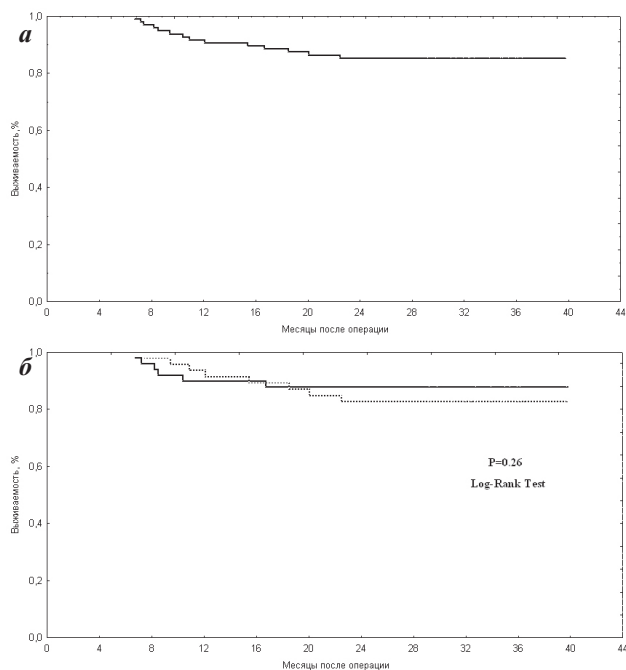 а
1,0
0,8
0,6
0,4
0,2
0,0
Выживаемость, %
0 4 8 12 16 20 24 28 32 36 40 44
Месяцы после операции
б
1,0
0,8
0,6
0,4
0,2
0,0
Выживаемость, %
P=0.26
Log-Rank Test
0 4 8 12 16 20 24 28 32 36 40 44
Месяцы после операции